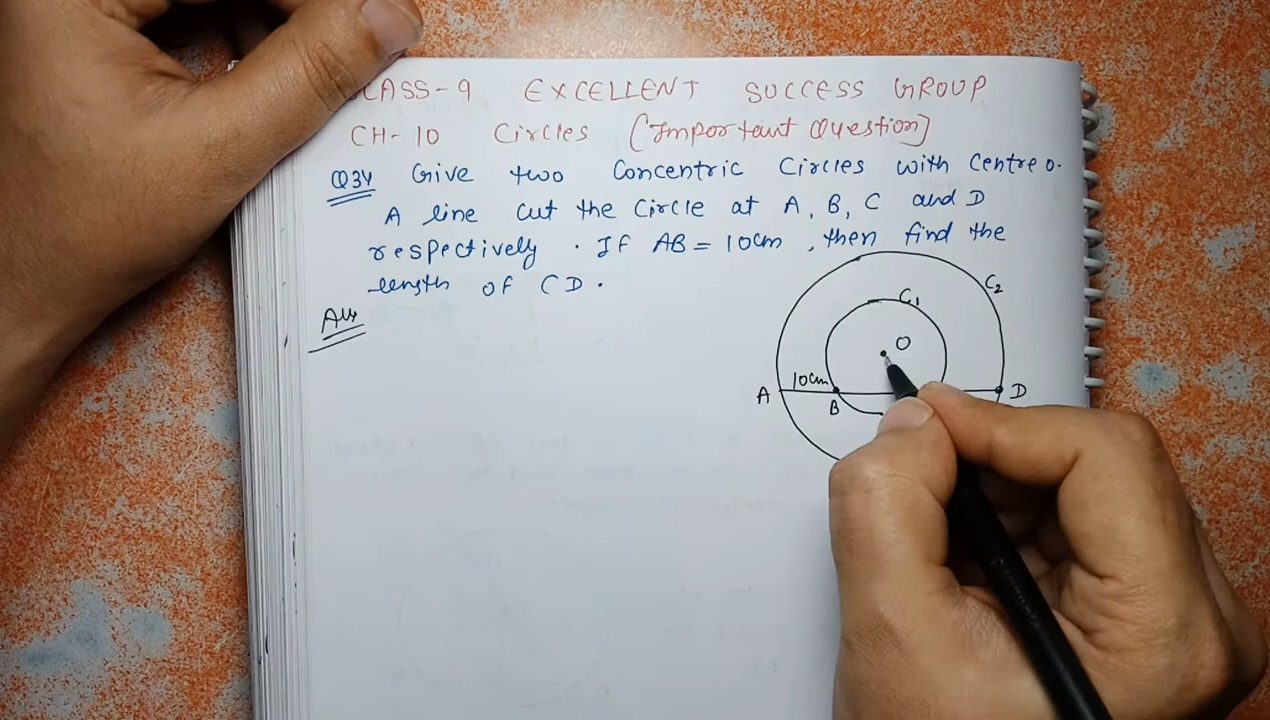 CLASS-9 EXCELLENT SUCCESS GROUP
CH-10 Circles (Important Question)
Q34 Give two Concentric Circles with Centre O.
A line cut the Circle at A, B, C and D
respectively. If AB = 10cm, then find the
length of CD.
Ans
C2
C1
O
10cm
A
B
D